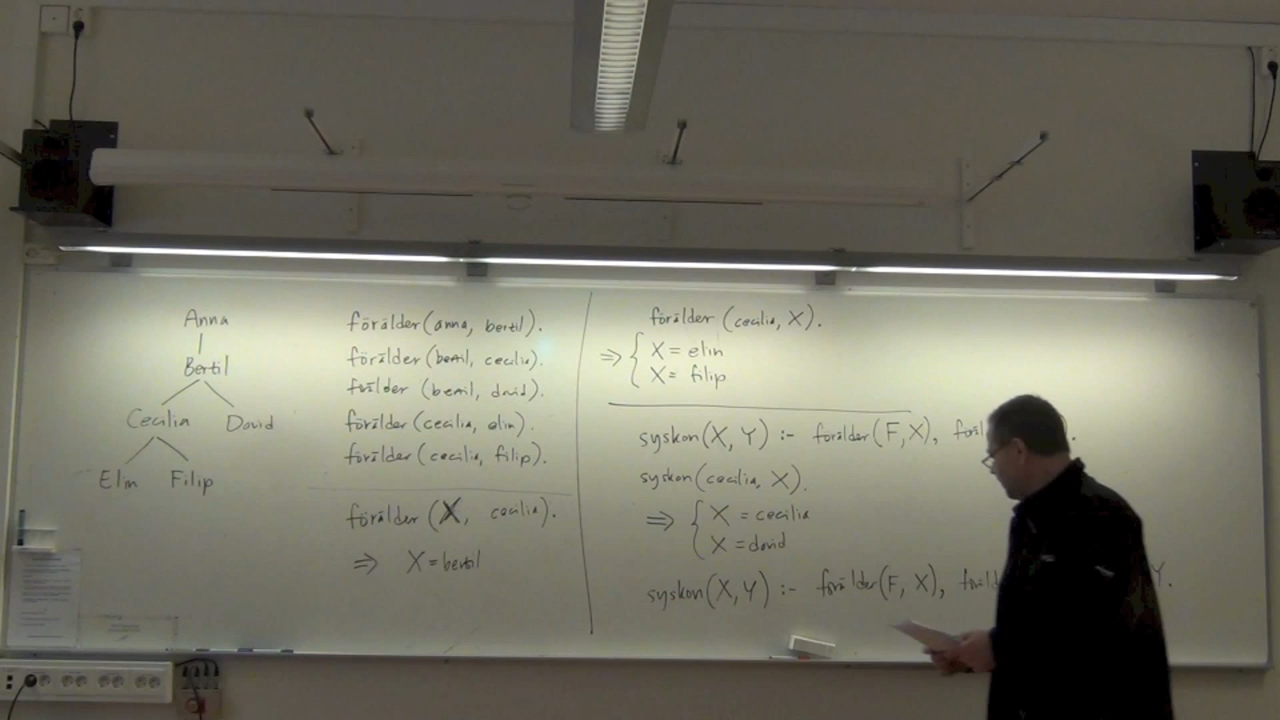 Anna
Bertil
Cecilia David
Elin Filip
förälder(anna, bertil).
förälder(bertil, cecilia).
förälder(bertil, david).
förälder(cecilia, elin).
förälder(cecilia, filip).
förälder(X, cecilia).
⇒ X = bertil
förälder(cecilia, X).
⇒ { X = elin
X = filip
syskon(X, Y) :- förälder(F, X),
syskon(cecilia, X).
⇒ { X = cecilia
X = david
syskon(X, Y) :- förälder(F, X), Y.